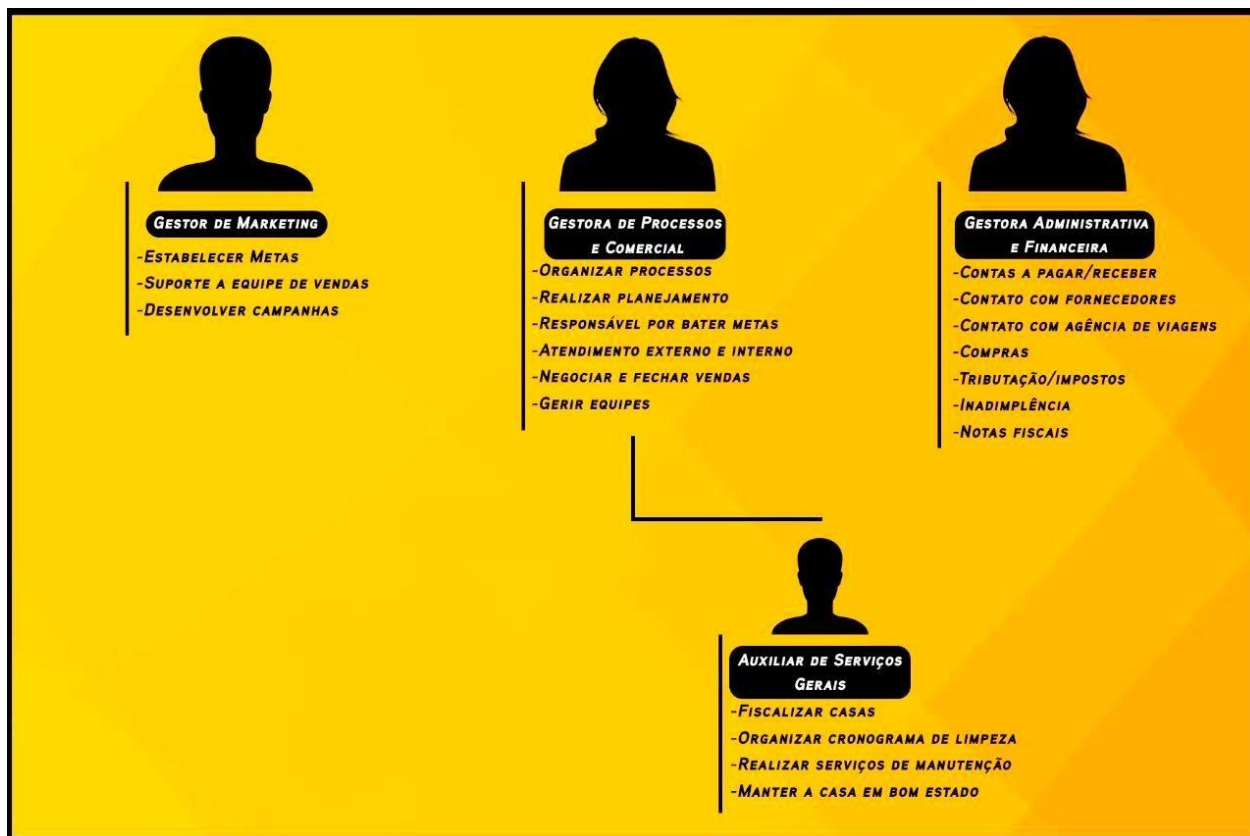 Gestor de Marketing
-Estabelecer Metas
-Suporte a equipe de vendas
-Desenvolver campanhas
Gestora de Processos
e Comercial
-Organizar processos
-Realizar planejamento
-Responsável por bater metas
-Atendimento externo e interno
-Negociar e fechar vendas
-Gerir equipes
Gestora Administrativa
e Financeira
-Contas a pagar/receber
-Contato com fornecedores
-Contato com agência de viagens
-Compras
-Tributação/impostos
-Inadimplência
-Notas fiscais
Auxiliar de Serviços
Gerais
-Fiscalizar casas
-Organizar cronograma de limpeza
-Realizar serviços de manutenção
-Manter a casa em bom estado